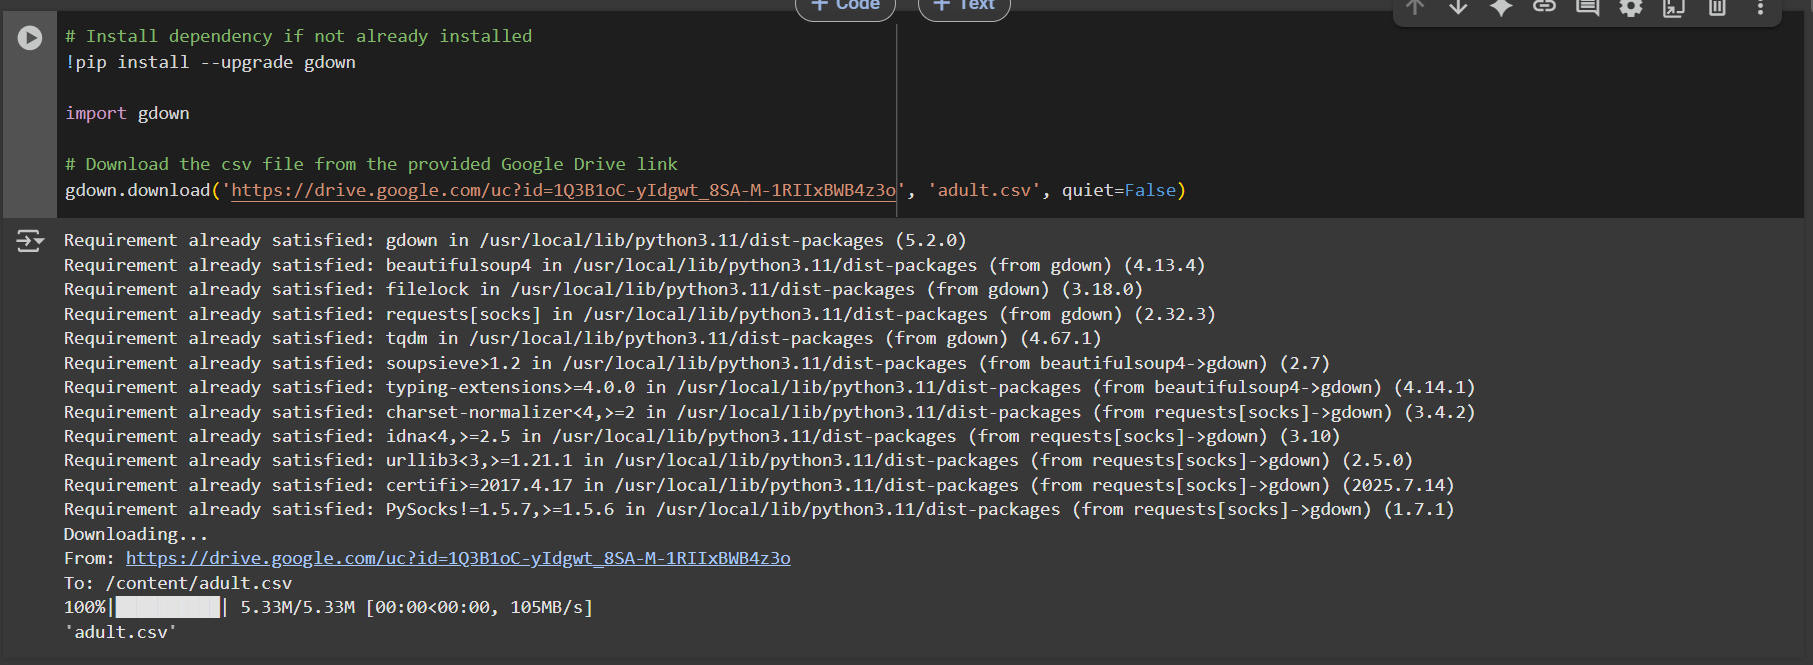 + Code + Text
# Install dependency if not already installed
!pip install --upgrade gdown
import gdown
# Download the csv file from the provided Google Drive link
gdown.download('https://drive.google.com/uc?id=1Q3B1oC-yIdgwt_8SA-M-1RIIxBWB4z3o', 'adult.csv', quiet=False)
Requirement already satisfied: gdown in /usr/local/lib/python3.11/dist-packages (5.2.0)
Requirement already satisfied: beautifulsoup4 in /usr/local/lib/python3.11/dist-packages (from gdown) (4.13.4)
Requirement already satisfied: filelock in /usr/local/lib/python3.11/dist-packages (from gdown) (3.18.0)
Requirement already satisfied: requests[socks] in /usr/local/lib/python3.11/dist-packages (from gdown) (2.32.3)
Requirement already satisfied: tqdm in /usr/local/lib/python3.11/dist-packages (from gdown) (4.67.1)
Requirement already satisfied: soupsieve>1.2 in /usr/local/lib/python3.11/dist-packages (from beautifulsoup4->gdown) (2.7)
Requirement already satisfied: typing-extensions>=4.0.0 in /usr/local/lib/python3.11/dist-packages (from beautifulsoup4->gdown) (4.14.1)
Requirement already satisfied: charset-normalizer<4,>=2 in /usr/local/lib/python3.11/dist-packages (from requests[socks]->gdown) (3.4.2)
Requirement already satisfied: idna<4,>=2.5 in /usr/local/lib/python3.11/dist-packages (from requests[socks]->gdown) (3.10)
Requirement already satisfied: urllib3<3,>=1.21.1 in /usr/local/lib/python3.11/dist-packages (from requests[socks]->gdown) (2.5.0)
Requirement already satisfied: certifi>=2017.4.17 in /usr/local/lib/python3.11/dist-packages (from requests[socks]->gdown) (2025.7.14)
Requirement already satisfied: PySocks!=1.5.7,>=1.5.6 in /usr/local/lib/python3.11/dist-packages (from requests[socks]->gdown) (1.7.1)
Downloading...
From: https://drive.google.com/uc?id=1Q3B1oC-yIdgwt_8SA-M-1RIIxBWB4z3o
To: /content/adult.csv
100%|██████████| 5.33M/5.33M [00:00<00:00, 105MB/s]
'adult.csv'